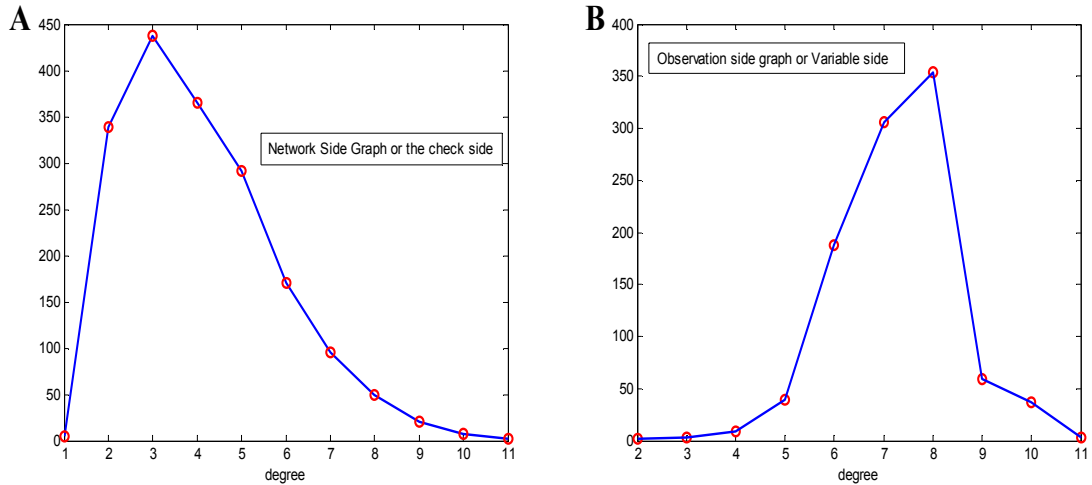 A
450
400
350
300
250
200
150
100
50
0
Network Side Graph or the check side
1 2 3 4 5 6 7 8 9 10 11
degree
B
400
350
300
250
200
150
100
50
0
Observation side graph or Variable side
2 3 4 5 6 7 8 9 10 11
degree